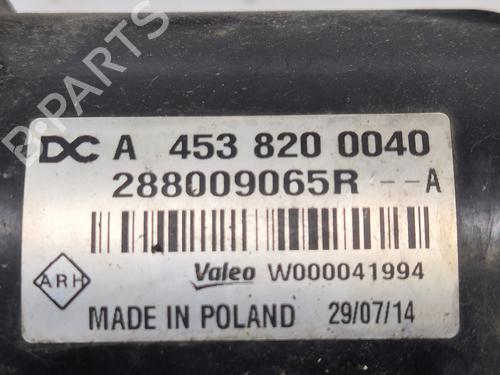 B-PARTS
DC A 453 820 0040
288009065R --A
ARH
Valeo W000041994
MADE IN POLAND 29/07/14